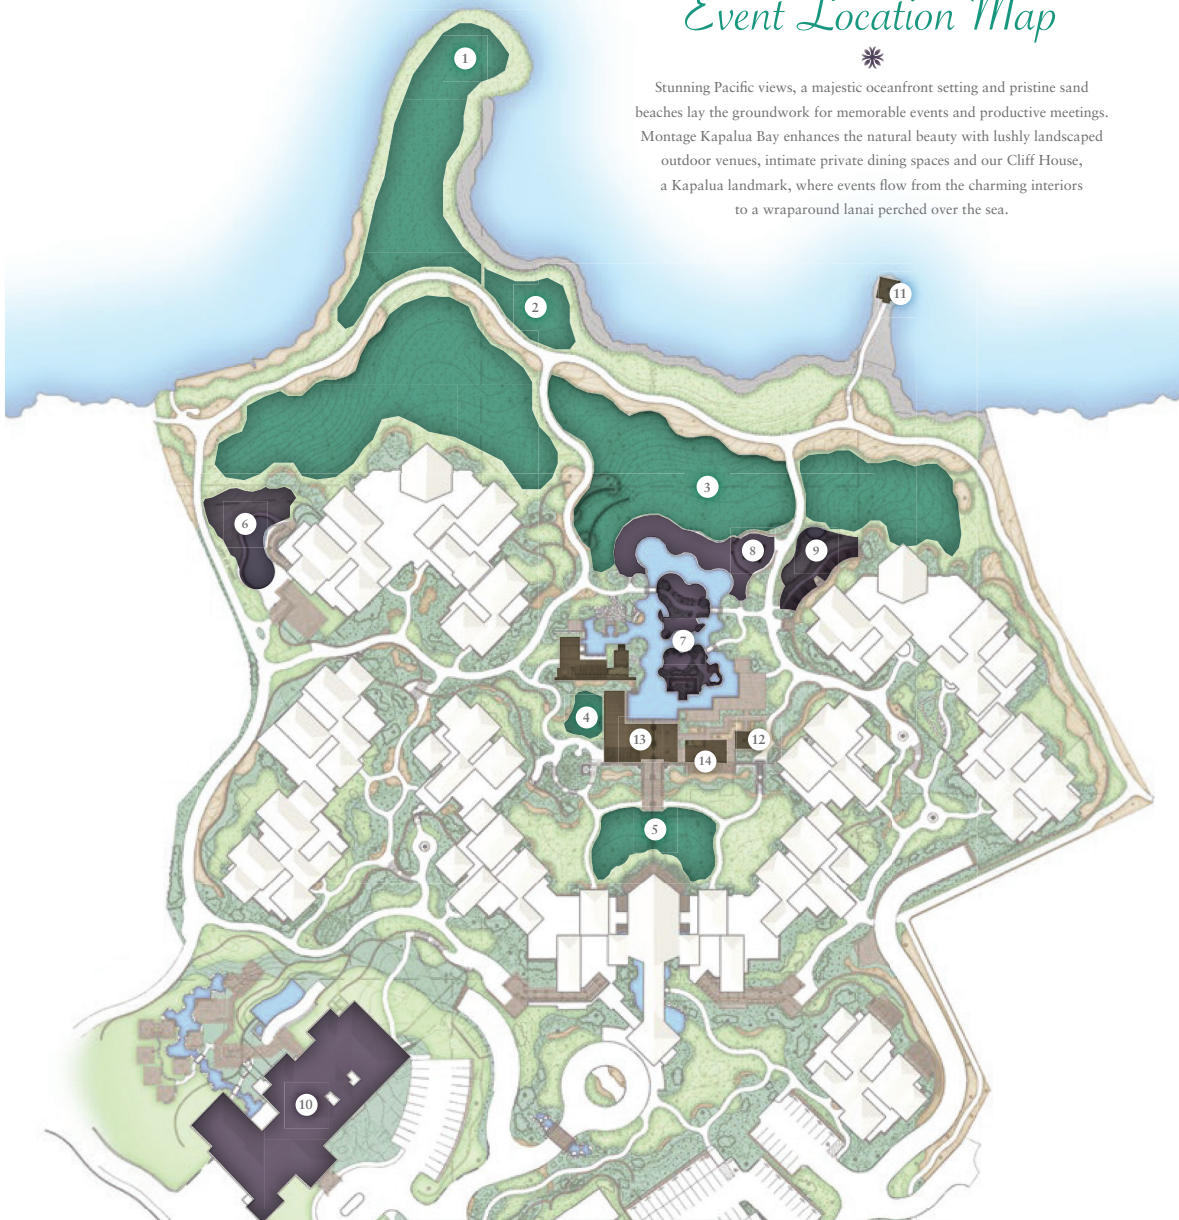 Event Location Map
Stunning Pacific views, a majestic oceanfront setting and pristine sand
beaches lay the groundwork for memorable events and productive meetings.
Montage Kapalua Bay enhances the natural beauty with lushly landscaped
outdoor venues, intimate private dining spaces and our Cliff House,
a Kapalua landmark, where events flow from the charming interiors
to a wraparound lanai perched over the sea.
1
2
11
3
6
8
9
7
4
13
12
14
5
10